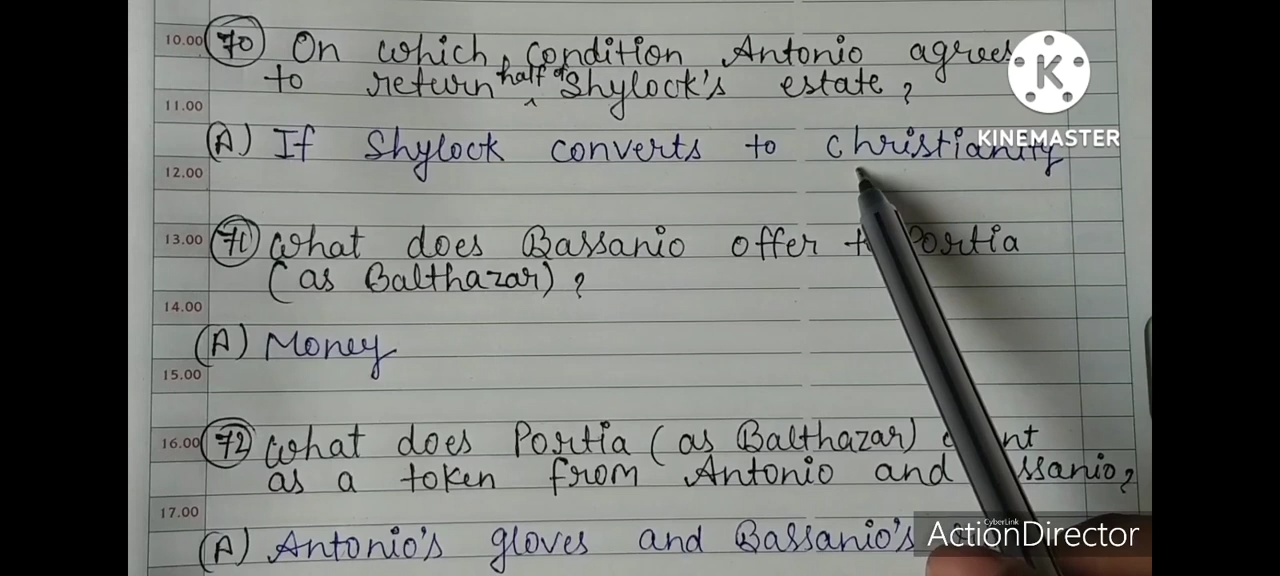 10.00 70 On which condition Antonio agrees
to return half of Shylock's estate?
11.00
KINEMASTER
(A) If Shylock converts to christianity
12.00
13.00 71 What does Bassanio offer Portia
(as Balthazar)?
14.00
(A) Money
15.00
16.00 72 What does Portia (as Balthazar)
as a token from Antonio and
17.00
CyberLink
ActionDirector
(A) Antonio's gloves and Bassanio's